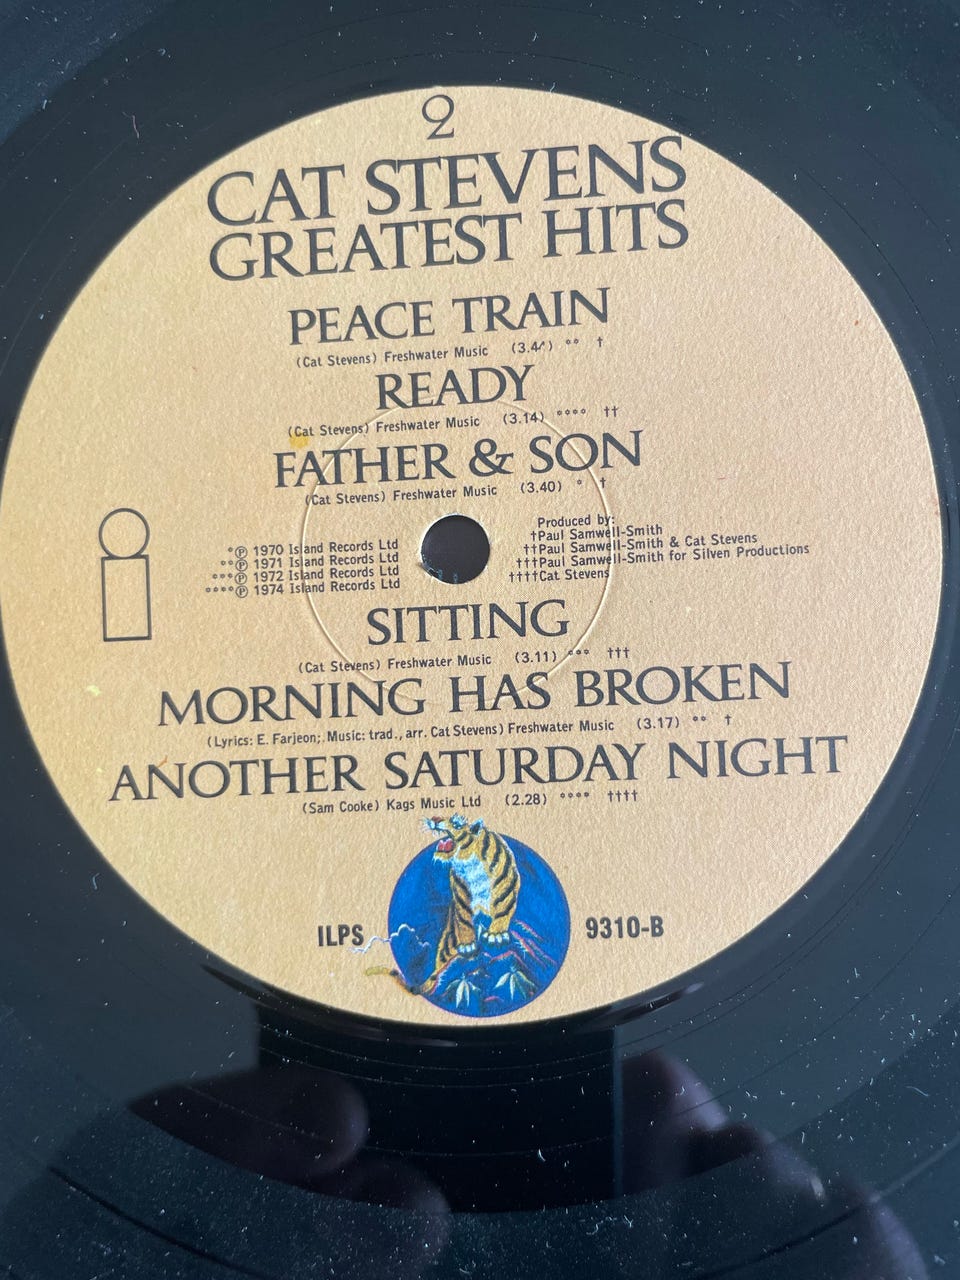 2
CAT STEVENS
GREATEST HITS
PEACE TRAIN
(Cat Stevens) Freshwater Music °° †
READY
(Cat Stevens) Freshwater Music (3.14) °°°° ††
FATHER & SON
(Cat Stevens) Freshwater Music (3.40) ° †
°℗ 1970 Island Records Ltd
°°℗ 1971 Island Records Ltd
°°°℗ 1972 Island Records Ltd
°°°°℗ 1974 Island Records Ltd
Produced by:
†Paul Samwell-Smith
††Paul Samwell-Smith & Cat Stevens
†††Paul Samwell-Smith for Silven Productions
††††Cat Stevens
SITTING
(Cat Stevens) Freshwater Music (3.11) °°° †††
MORNING HAS BROKEN
(Lyrics: E. Farjeon; Music: trad., arr. Cat Stevens) Freshwater Music (3.17) °° †
ANOTHER SATURDAY NIGHT
(Sam Cooke) Kags Music Ltd (2.28) °°°° ††††
ILPS 9310-B